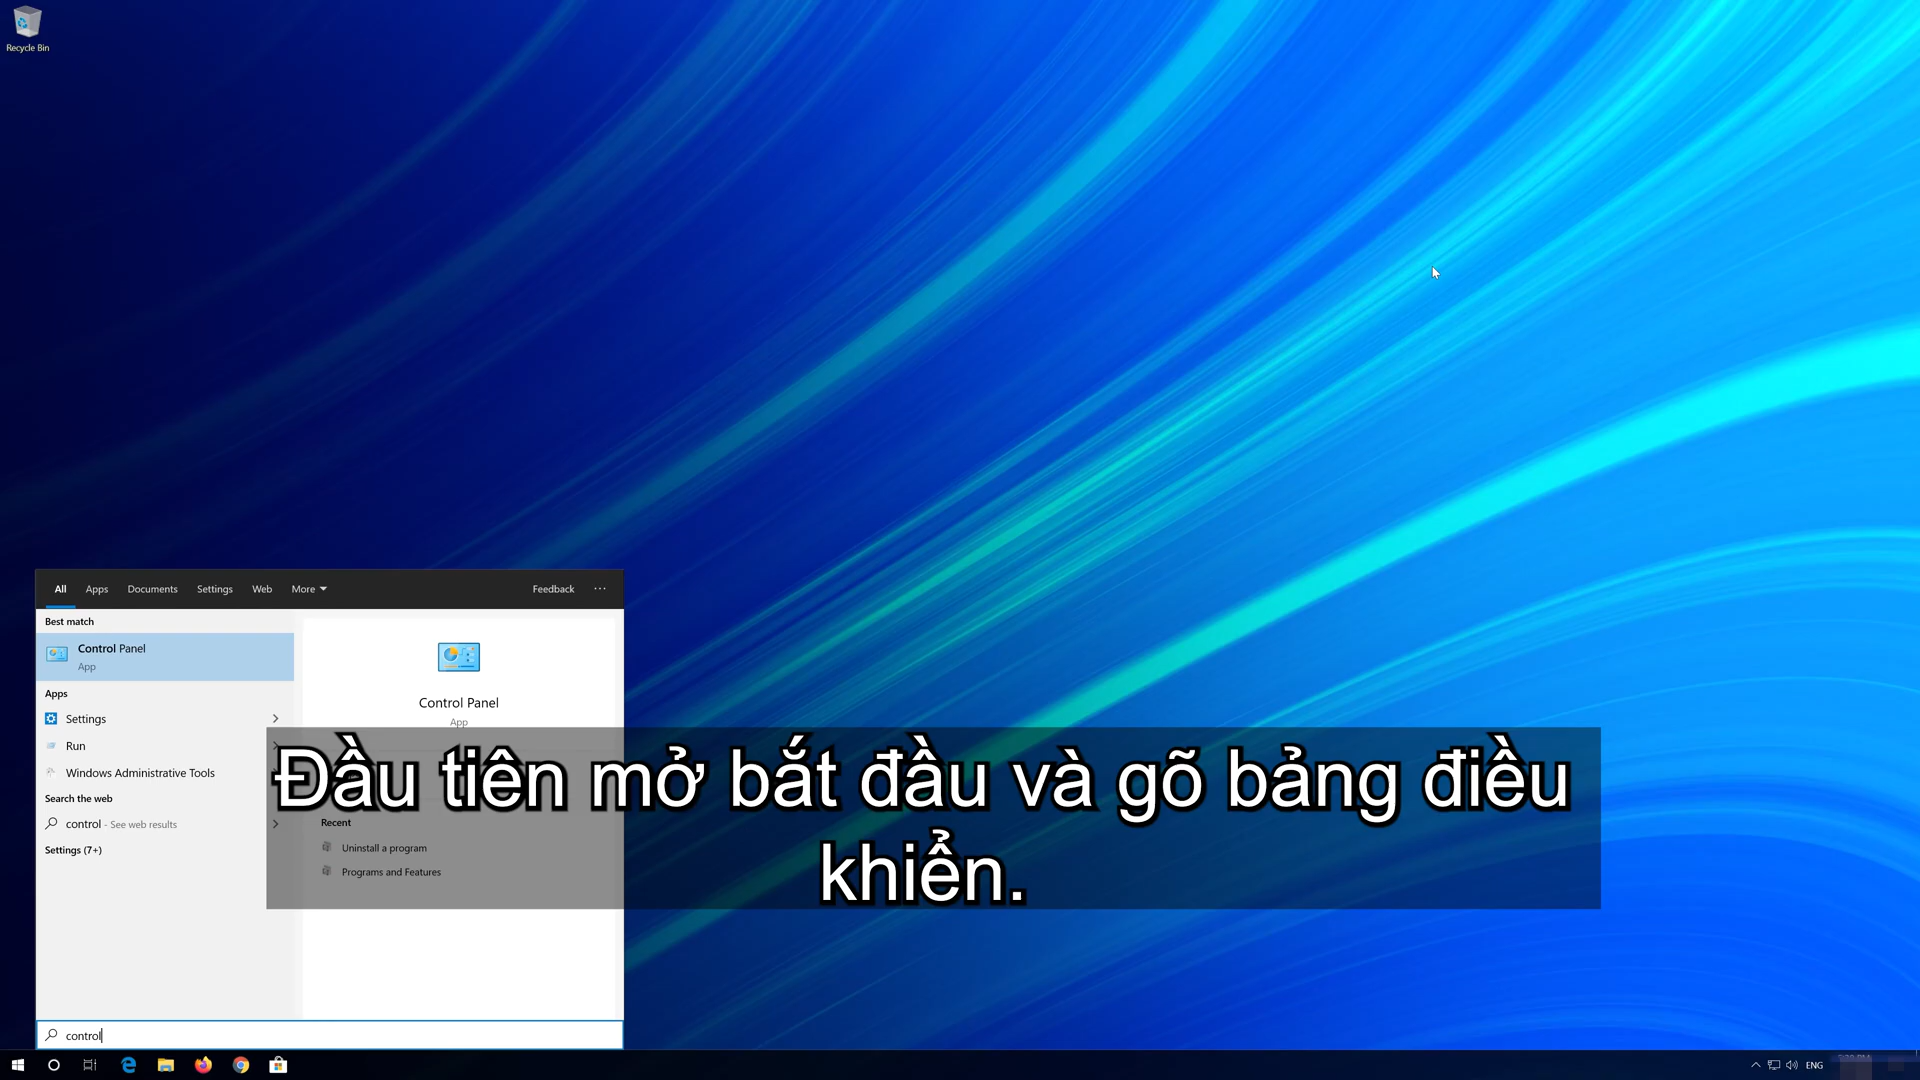 Recycle Bin
All Apps Documents Settings Web More Feedback ...
Best match
Control Panel
App
Apps
Settings
Run
Windows Administrative Tools
Search the web
control - See web results
Settings (7+)
Control Panel
App
Recent
Uninstall a program
Programs and Features
Đầu tiên mở bắt đầu và gõ bảng điều
khiển.
control
ENG